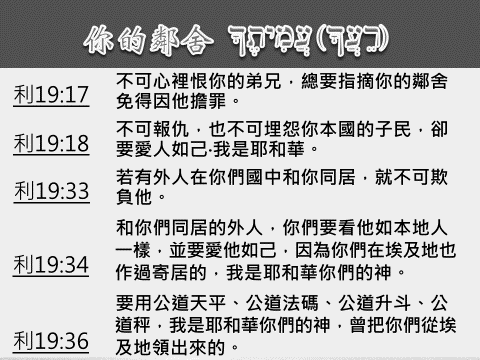 你的鄰舍 עֲמִיתֶךָ (רֵעֲךָ)
利19:17
不可心裡恨你的弟兄，總要指摘你的鄰舍
免得因他擔罪。
利19:18
不可報仇，也不可埋怨你本國的子民，卻
要愛人如己‧我是耶和華。
利19:33
若有外人在你們國中和你同居，就不可欺
負他。
利19:34
和你們同居的外人，你們要看他如本地人
一樣，並要愛他如己，因為你們在埃及地也
作過寄居的，我是耶和華你們的神。
利19:36
要用公道天平、公道法碼、公道升斗、公
道秤，我是耶和華你們的神，曾把你們從埃
及地領出來的。